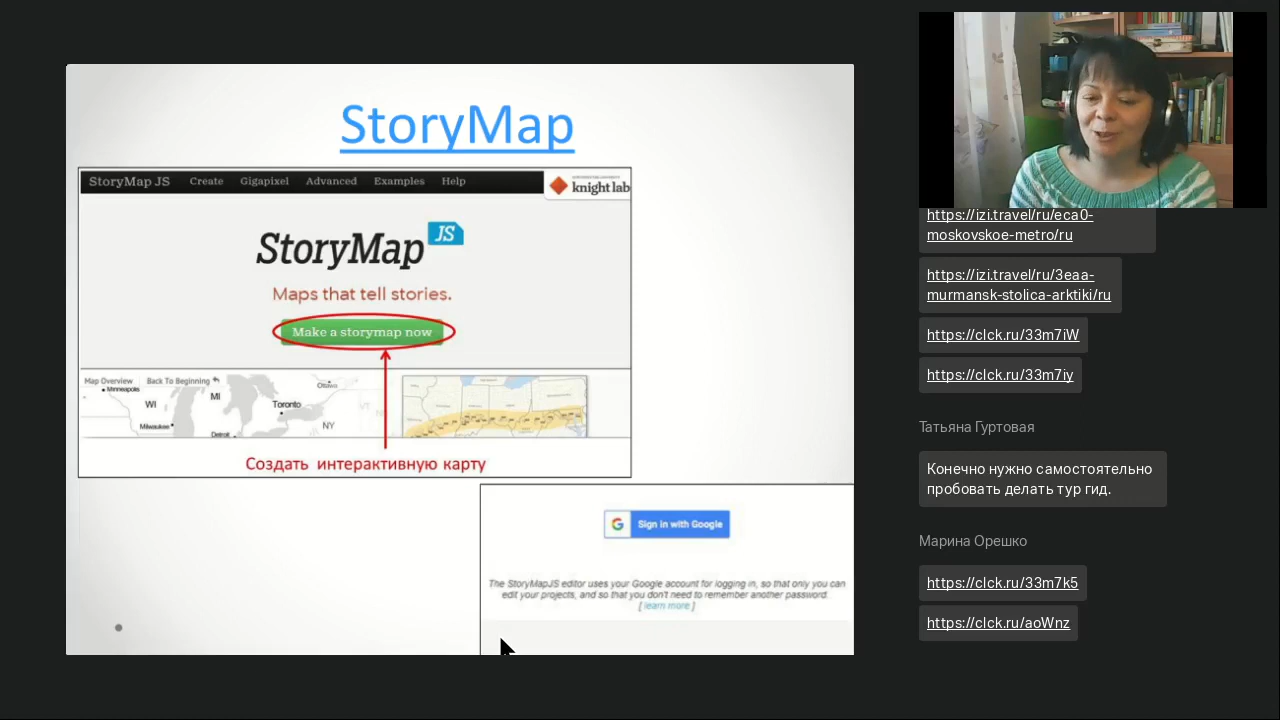 StoryMap
StoryMap JS Create Gigapixel Advanced Examples Help
knight lab
StoryMap JS
Maps that tell stories.
Make a storymap now
Map Overview Back To Beginning
Minneapolis
WI
MI
Ottawa
Toronto
Milwaukee
Detroit
NY
VT
Создать интерактивную карту
Sign in with Google
The StoryMapJS editor uses your Google account for logging in, so that only you can
edit your projects, and so that you don't need to remember another password.
[ learn more ]
https://izi.travel/ru/eca0-
moskovskoe-metro/ru
https://izi.travel/ru/3eaa-
murmansk-stolica-arktiki/ru
https://clck.ru/33m7iW
https://clck.ru/33m7iy
Татьяна Гуртовая
Конечно нужно самостоятельно
пробовать делать тур гид.
Марина Орешко
https://clck.ru/33m7k5
https://clck.ru/aoWnz